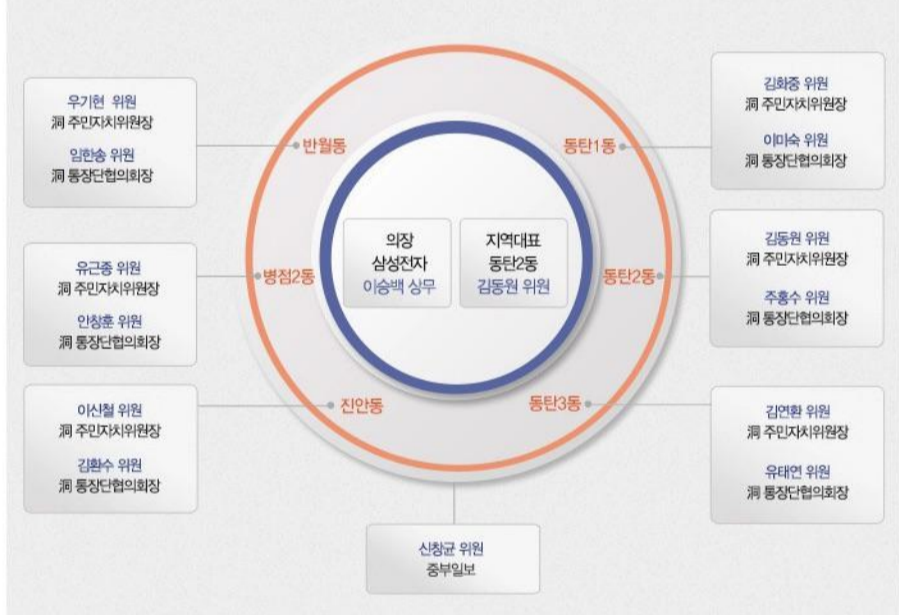 우기현 위원
洞 주민자치위원장
임한송 위원
洞 통장단협의회장
반월동
유근종 위원
洞 주민자치위원장
안창훈 위원
洞 통장단협의회장
병점2동
이신철 위원
洞 주민자치위원장
김환수 위원
洞 통장단협의회장
진안동
의장
삼성전자
이승백 상무
지역대표
동탄2동
김동원 위원
동탄1동
김화중 위원
洞 주민자치위원장
이미숙 위원
洞 통장단협의회장
동탄2동
김동원 위원
洞 주민자치위원장
주홍수 위원
洞 통장단협의회장
동탄3동
김연환 위원
洞 주민자치위원장
유태연 위원
洞 통장단협의회장
신창균 위원
중부일보